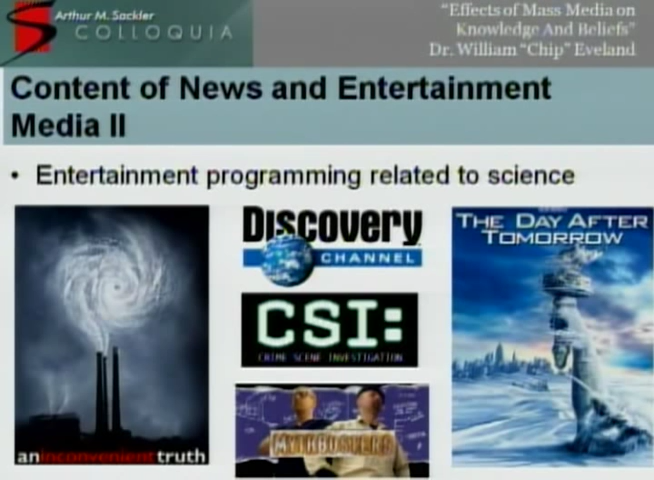 Arthur M. Sackler
COLLOQUIA
"Effects of Mass Media on
Knowledge And Beliefs"
Dr. William "Chip" Eveland
Content of News and Entertainment
Media II
• Entertainment programming related to science
aninconvenienttruth
Discovery
CHANNEL
CSI:
CRIME SCENE INVESTIGATION
MYTHBUSTERS
THE DAY AFTER
TOMORROW